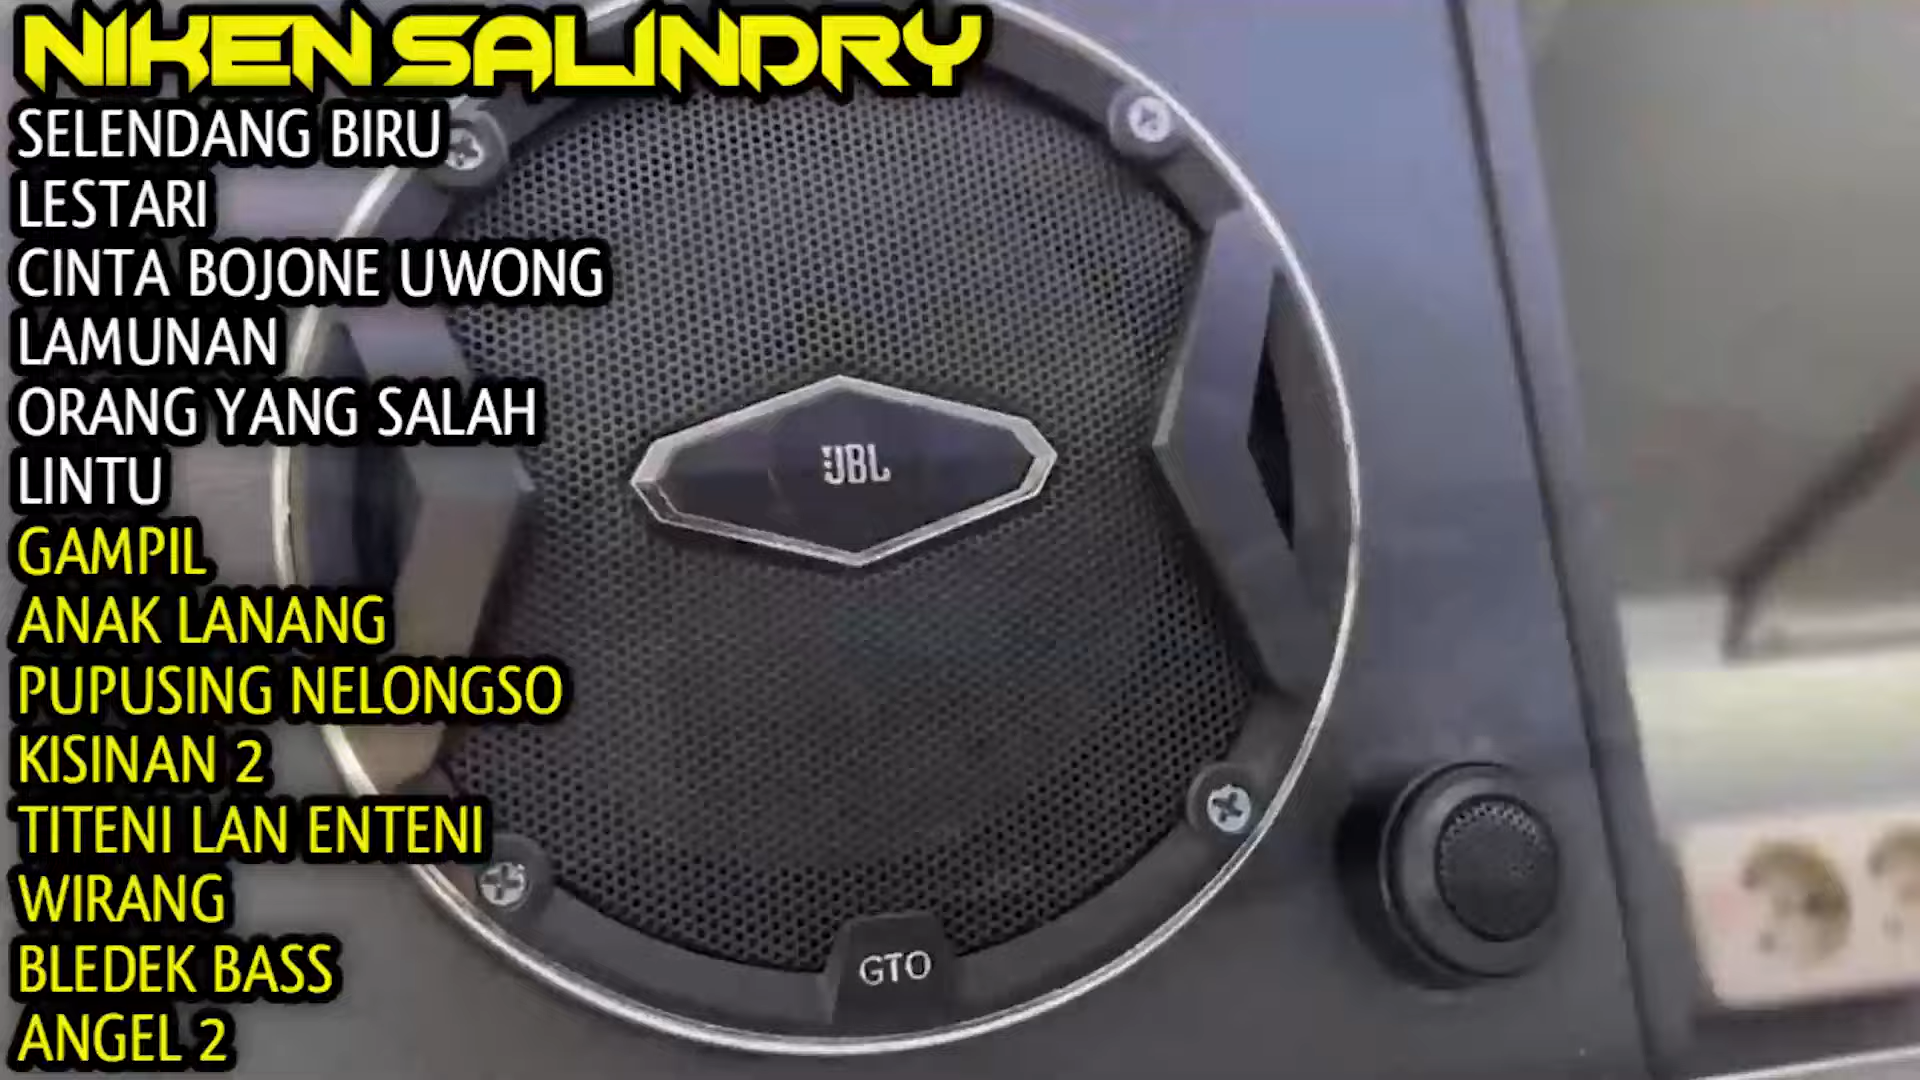 NIKEN SALINDRY
SELENDANG BIRU
LESTARI
CINTA BOJONE UWONG
LAMUNAN
ORANG YANG SALAH
LINTU
GAMPIL
ANAK LANANG
PUPUSING NELONGSO
KISINAN 2
TITENI LAN ENTENI
WIRANG
BLEDEK BASS
ANGEL 2
JBL
GTO